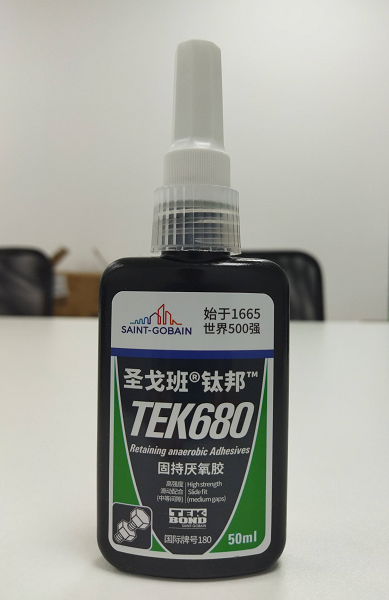 SAINT-GOBAIN
始于1665
世界500强
圣戈班®钛邦™
TEK680
Retaining anaerobic Adhesives
固持厌氧胶
高强度 High strength
滑动配合 Slide fit
(中等间隙) (medium gaps)
TEK
BOND
SAINT-GOBAIN
国际牌号180
50ml